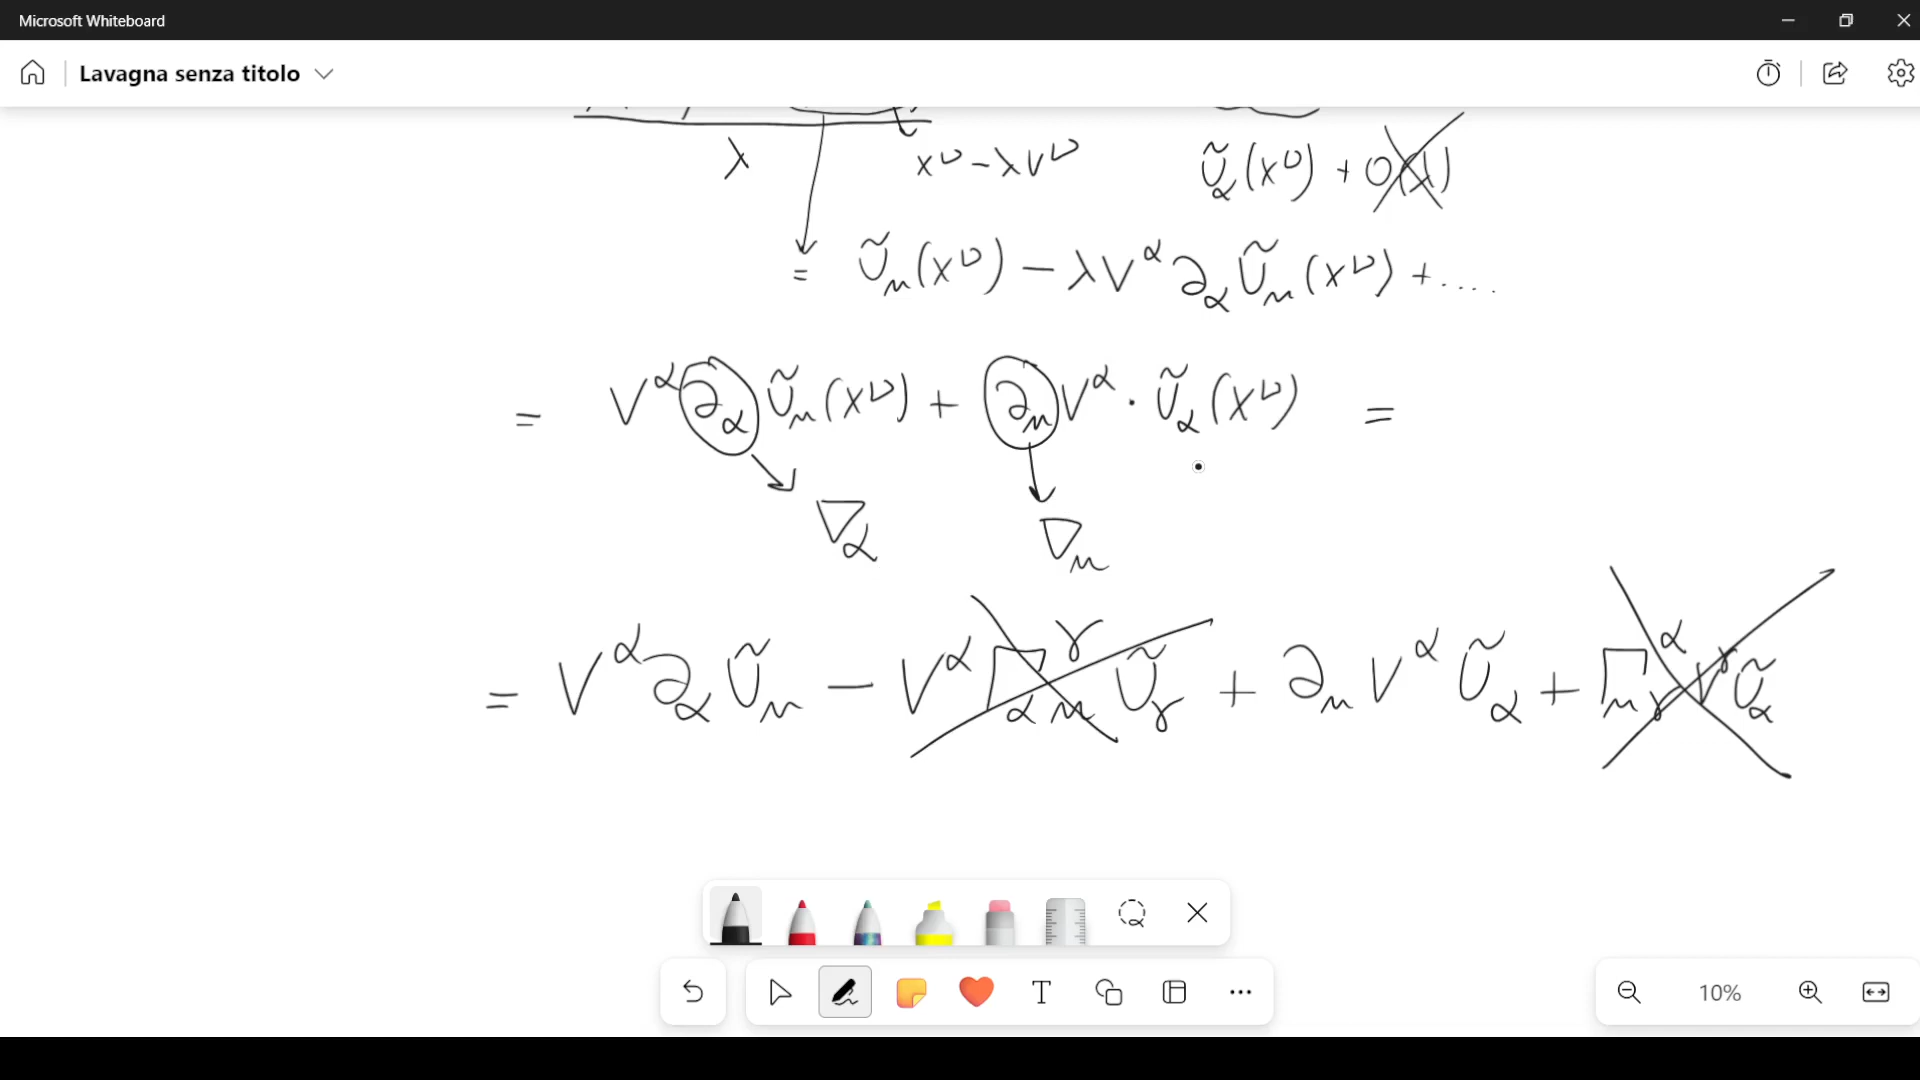 Microsoft Whiteboard
Lavagna senza titolo
λ
x^ν - λV^ν
Ũ_α(x^ν) + O(λ)
= Ũ_μ(x^ν) - λV^α ∂_α Ũ_μ(x^ν) + ....
= V^α ∂_α Ũ_μ(x^ν) + ∂_μ V^α · Ũ_α(x^ν) =
∇_α ∇_μ
= V^α ∂_α Ũ_μ - V^α Γ^γ_αμ Ũ_γ + ∂_μ V^α Ũ_α + Γ^α_μγ V^γ Ũ_α
10%